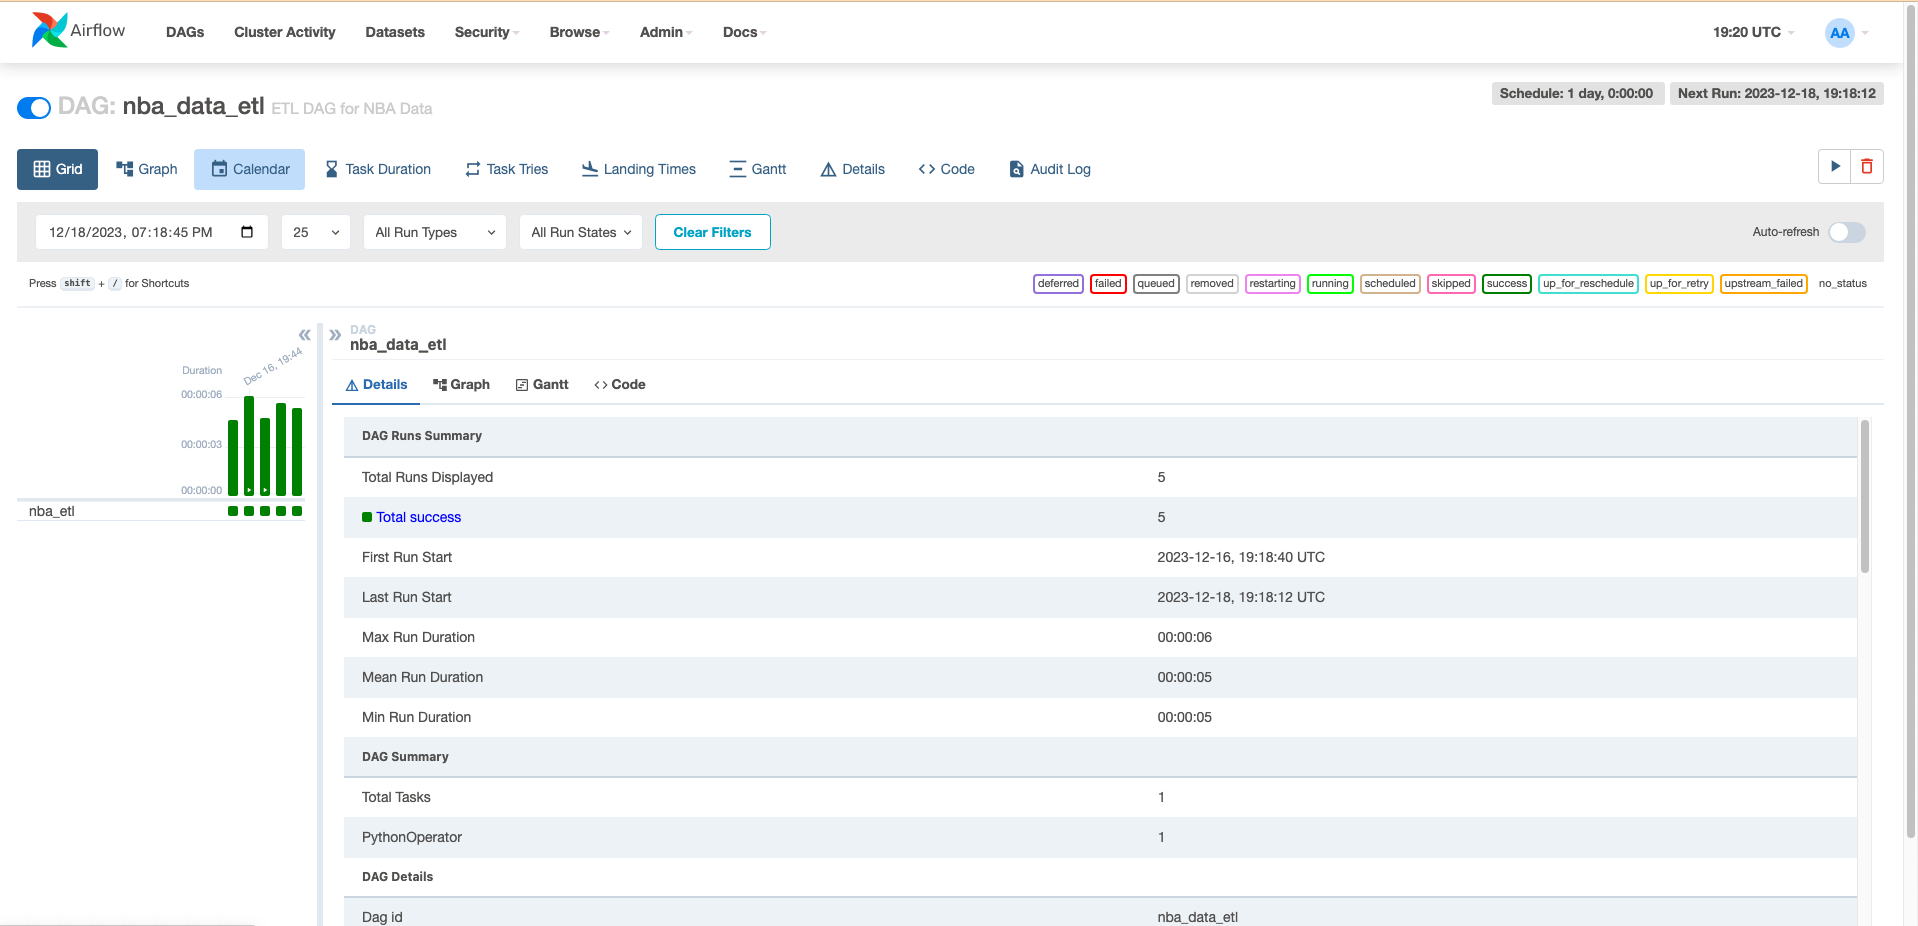 Airflow DAGs Cluster Activity Datasets Security Browse Admin Docs 19:20 UTC AA
DAG: nba_data_etl ETL DAG for NBA Data
Schedule: 1 day, 0:00:00 Next Run: 2023-12-18, 19:18:12
Grid Graph Calendar Task Duration Task Tries Landing Times Gantt Details Code Audit Log
12/18/2023, 07:18:45 PM 25 All Run Types All Run States Clear Filters Auto-refresh
Press shift + / for Shortcuts
deferred failed queued removed restarting running scheduled skipped success up_for_reschedule up_for_retry upstream_failed no_status
Duration
Dec 16, 19:44
00:00:06
00:00:03
00:00:00
nba_etl
DAG
nba_data_etl
Details Graph Gantt Code
DAG Runs Summary
Total Runs Displayed 5
Total success 5
First Run Start 2023-12-16, 19:18:40 UTC
Last Run Start 2023-12-18, 19:18:12 UTC
Max Run Duration 00:00:06
Mean Run Duration 00:00:05
Min Run Duration 00:00:05
DAG Summary
Total Tasks 1
PythonOperator 1
DAG Details
Dag id nba_data_etl